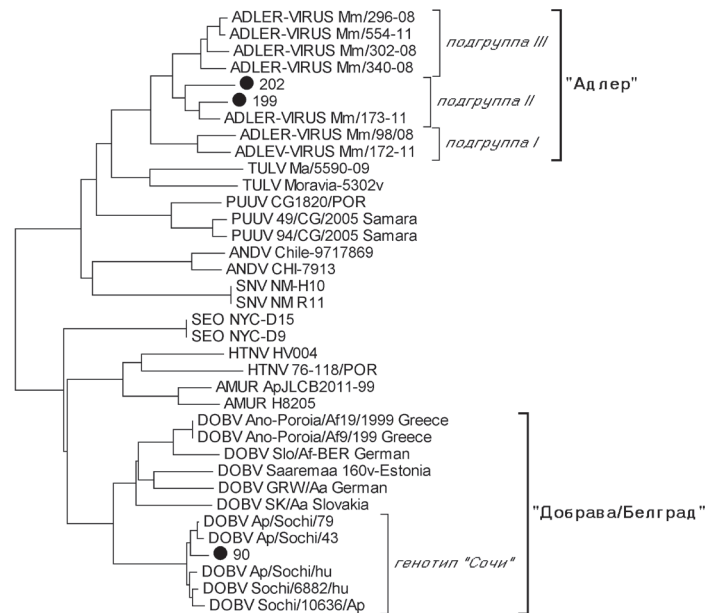 ADLER-VIRUS Mm/296-08
ADLER-VIRUS Mm/554-11
ADLER-VIRUS Mm/302-08
ADLER-VIRUS Mm/340-08
подгруппа III
202
199
ADLER-VIRUS Mm/173-11
подгруппа II
ADLER-VIRUS Mm/98/08
ADLEV-VIRUS Mm/172-11
подгруппа I
"Адлер"
TULV Ma/5590-09
TULV Moravia-5302v
PUUV CG1820/POR
PUUV 49/CG/2005 Samara
PUUV 94/CG/2005 Samara
ANDV Chile-9717869
ANDV CHI-7913
SNV NM-H10
SNV NM R11
SEO NYC-D15
SEO NYC-D9
HTNV HV004
HTNV 76-118/POR
AMUR ApJLCB2011-99
AMUR H8205
DOBV Ano-Poroia/Af19/1999 Greece
DOBV Ano-Poroia/Af9/199 Greece
DOBV Slo/Af-BER German
DOBV Saaremaa 160v-Estonia
DOBV GRW/Aa German
DOBV SK/Aa Slovakia
DOBV Ap/Sochi/79
DOBV Ap/Sochi/43
90
DOBV Ap/Sochi/hu
DOBV Sochi/6882/hu
DOBV Sochi/10636/Ap
генотип "Сочи"
"Добрава/Белград"